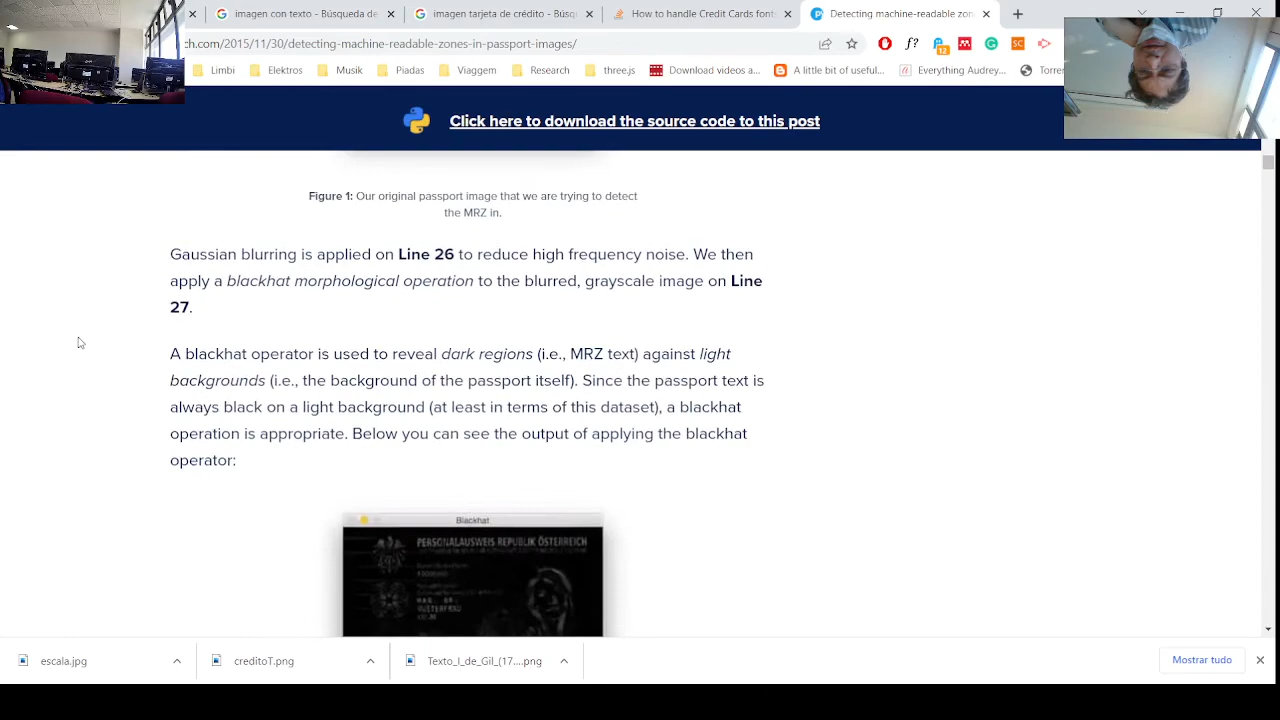 imagen con texto - Búsqueda de
imagen tarjeta de crédito - Búsqu
How to handle Credit Cards font
Detecting machine-readable zon
ch.com/2015/11/30/detecting-machine-readable-zones-in-passport-images/
f?
12
SC
Limbi
Elektros
Musik
Piadas
Viaggem
Research
three.js
Download videos a...
A little bit of useful...
Everything Audrey...
Torren
Click here to download the source code to this post
Figure 1: Our original passport image that we are trying to detect
the MRZ in.
Gaussian blurring is applied on Line 26 to reduce high frequency noise. We then
apply a blackhat morphological operation to the blurred, grayscale image on Line
27.
A blackhat operator is used to reveal dark regions (i.e., MRZ text) against light
backgrounds (i.e., the background of the passport itself). Since the passport text is
always black on a light background (at least in terms of this dataset), a blackhat
operation is appropriate. Below you can see the output of applying the blackhat
operator:
Blackhat
PERSONALAUSWEIS REPUBLIK ÖSTERREICH
escala.jpg
creditoT.png
Texto_I_de_Gil_(17....png
Mostrar tudo